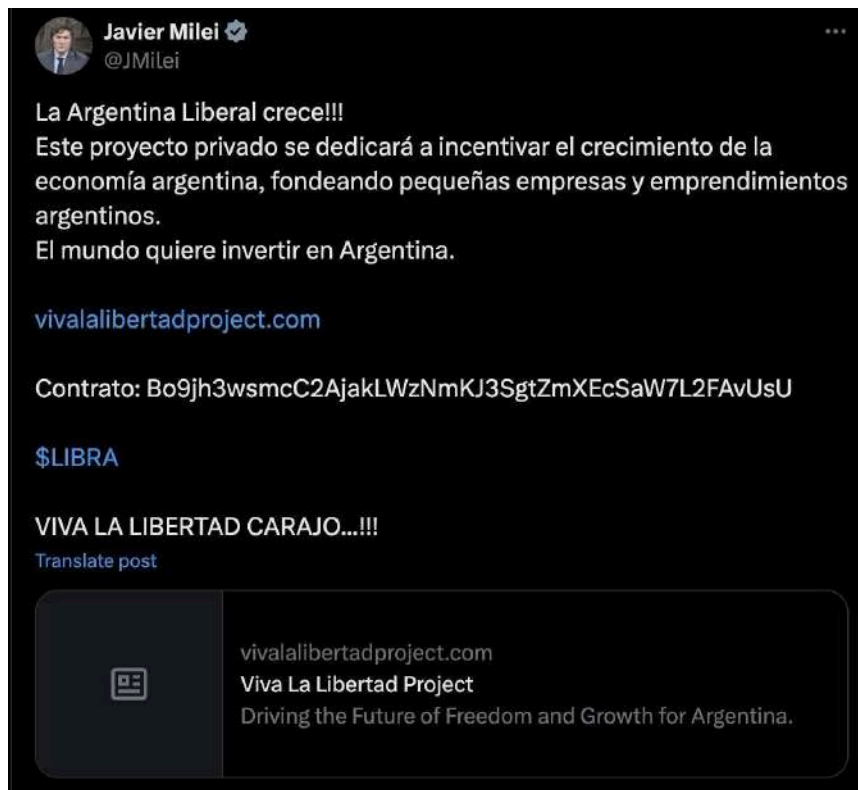 Javier Milei
@JMilei
La Argentina Liberal crece!!!
Este proyecto privado se dedicará a incentivar el crecimiento de la
economía argentina, fondeando pequeñas empresas y emprendimientos
argentinos.
El mundo quiere invertir en Argentina.
vivalalibertadproject.com
Contrato: Bo9jh3wsmcC2AjakLWzNmKJ3SgtZmXEcSaW7L2FAvUsU
$LIBRA
VIVA LA LIBERTAD CARAJO...!!!
Translate post
vivalalibertadproject.com
Viva La Libertad Project
Driving the Future of Freedom and Growth for Argentina.